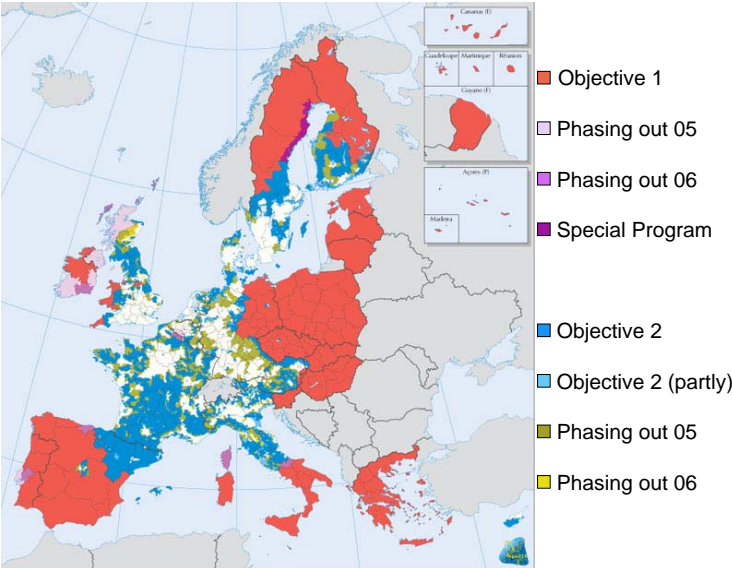 Canarias (E)
Guadeloupe Martinique Réunion
Guyane (F)
Açores (P)
Madeira
Objective 1
Phasing out 05
Phasing out 06
Special Program
Objective 2
Objective 2 (partly)
Phasing out 05
Phasing out 06